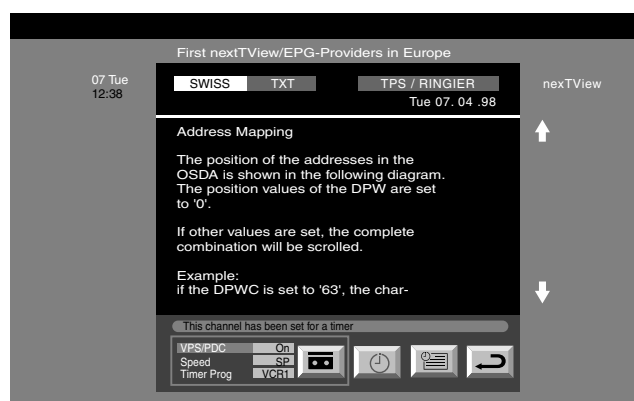 First nextTView/EPG-Providers in Europe
07 Tue
12:38
SWISS TXT TPS / RINGIER
Tue 07. 04 .98
nexTView
Address Mapping
The position of the addresses in the
OSDA is shown in the following diagram.
The position values of the DPW are set
to '0'.
If other values are set, the complete
combination will be scrolled.
Example:
if the DPWC is set to '63', the char-
This channel has been set for a timer
VPS/PDC On
Speed SP
Timer Prog VCR1